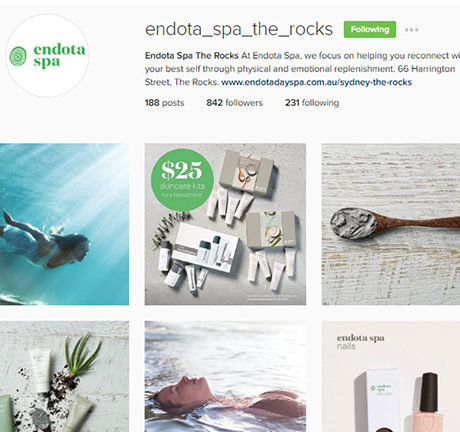 endota
spa
endota_spa_the_rocks
Following
Endota Spa The Rocks At Endota Spa, we focus on helping you reconnect wi
your best self through physical and emotional replenishment. 66 Harrington
Street, The Rocks. www.endotadayspa.com.au/sydney-the-rocks
188 posts 842 followers 231 following
$25
skincare kits
for a limited time
endota spa
nails